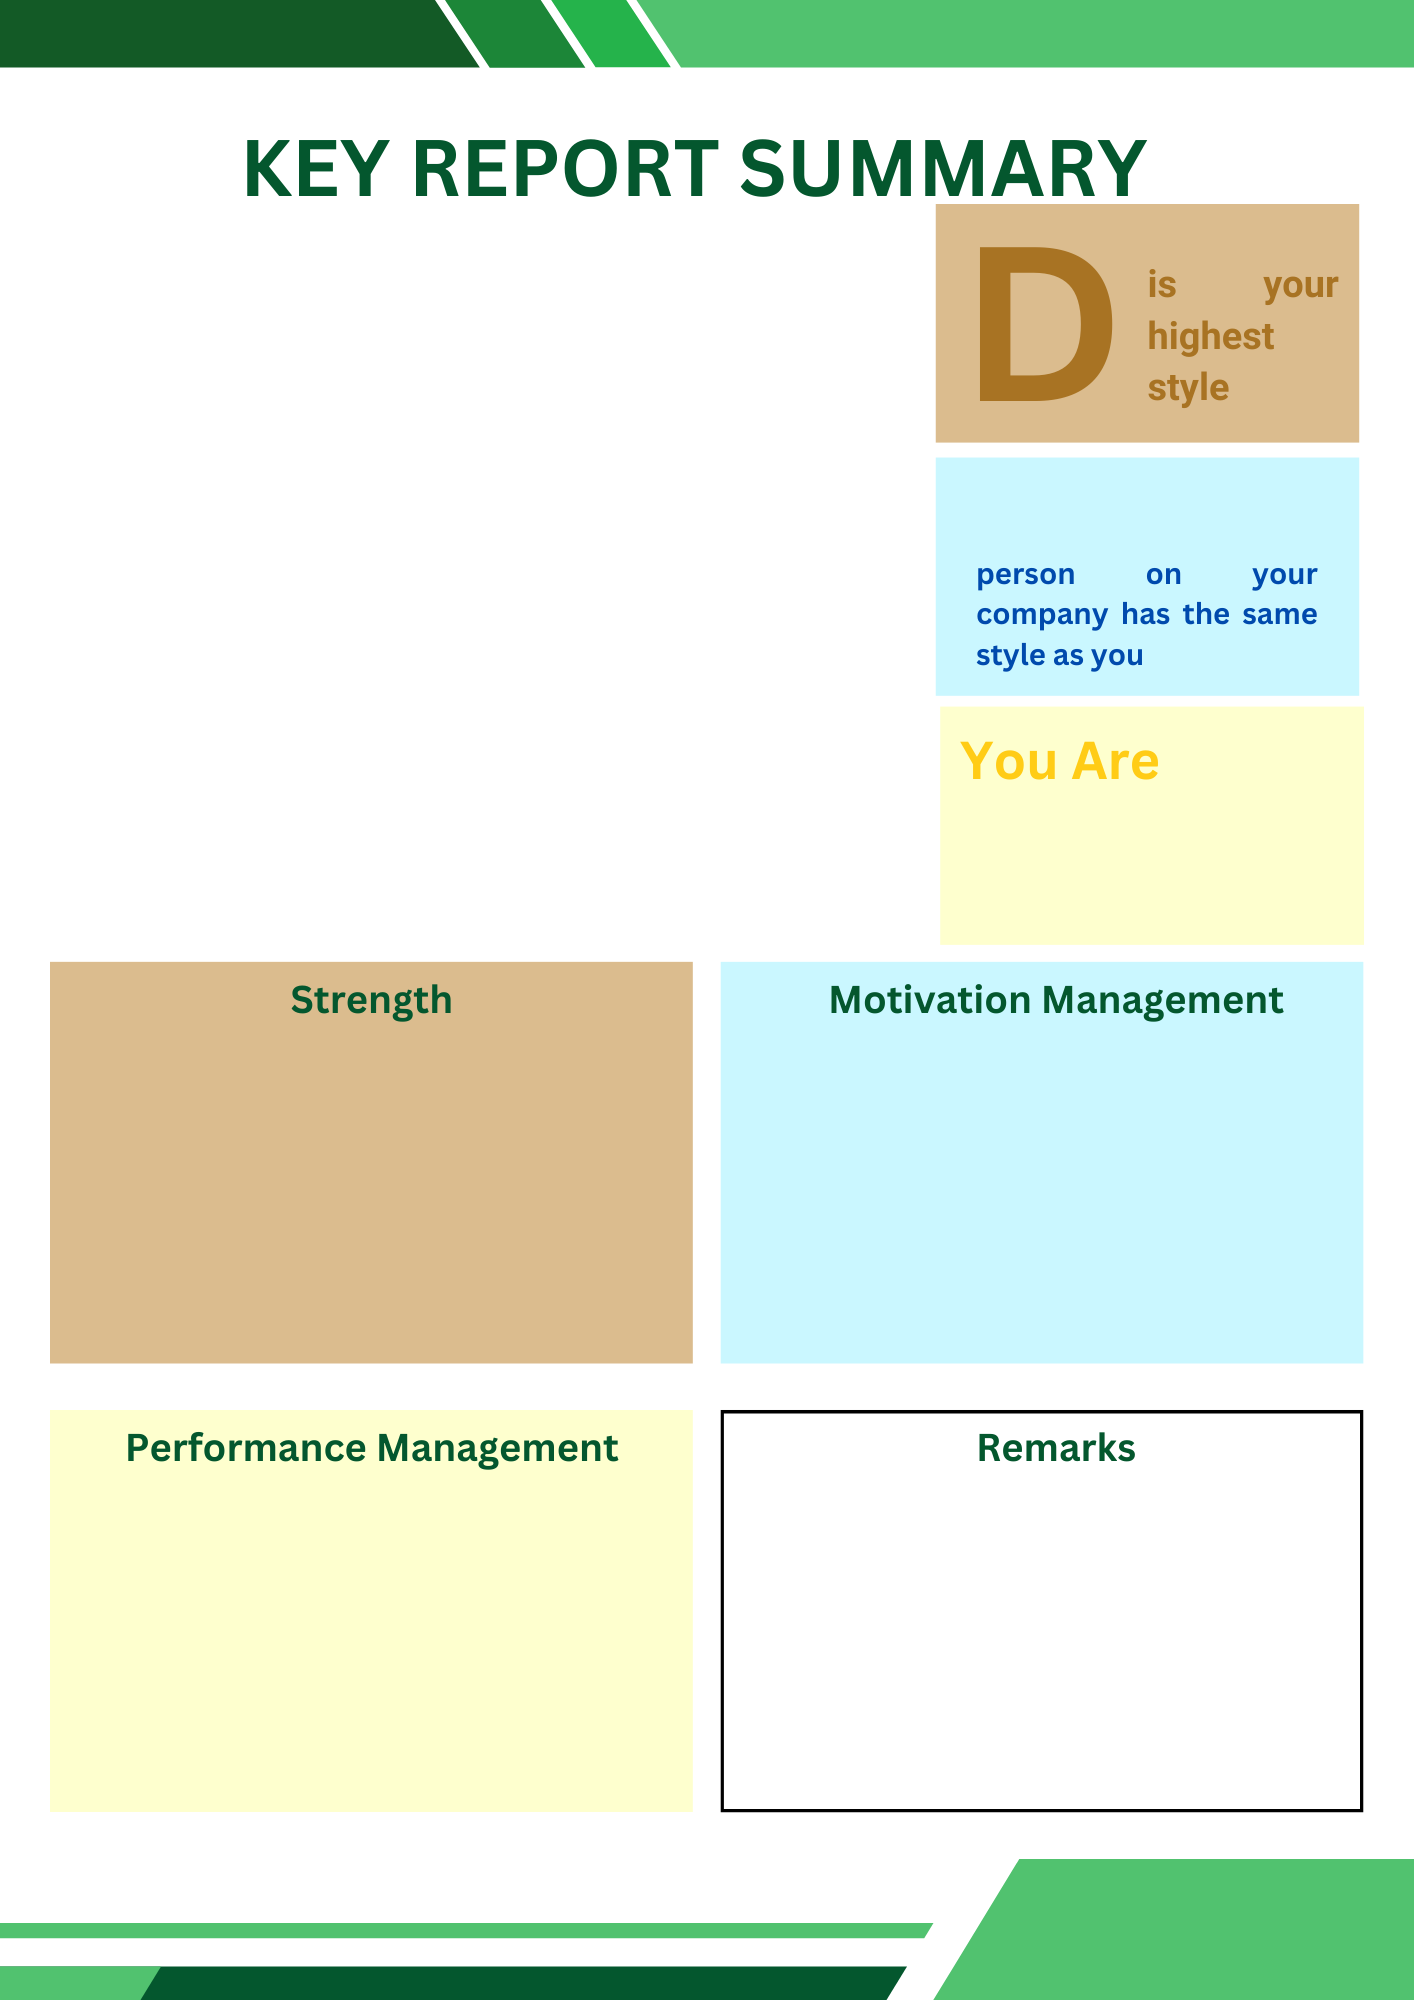 KEY REPORT SUMMARY
D
is your
highest
style
person on your
company has the same
style as you
You Are
Strength
Motivation Management
Performance Management
Remarks